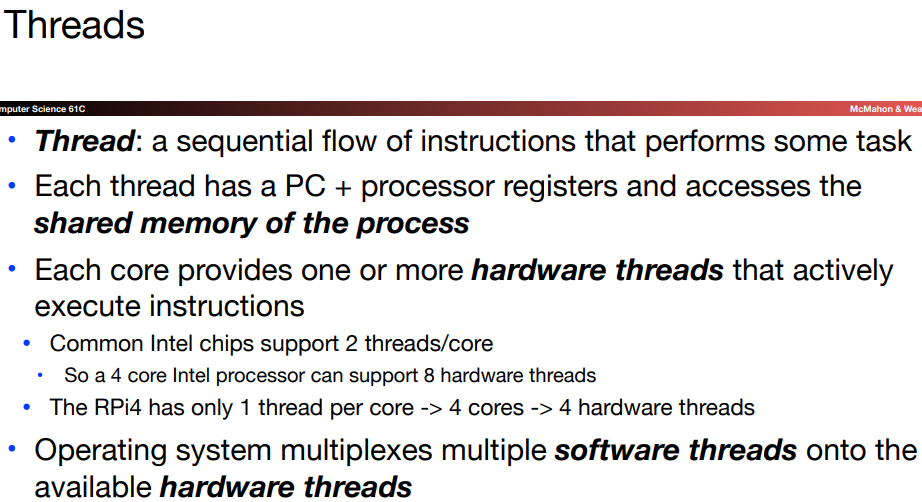 Threads
mputer Science 61C
McMahon & Wea
• Thread: a sequential flow of instructions that performs some task
• Each thread has a PC + processor registers and accesses the
shared memory of the process
• Each core provides one or more hardware threads that actively
execute instructions
• Common Intel chips support 2 threads/core
• So a 4 core Intel processor can support 8 hardware threads
• The RPi4 has only 1 thread per core -> 4 cores -> 4 hardware threads
• Operating system multiplexes multiple software threads onto the
available hardware threads